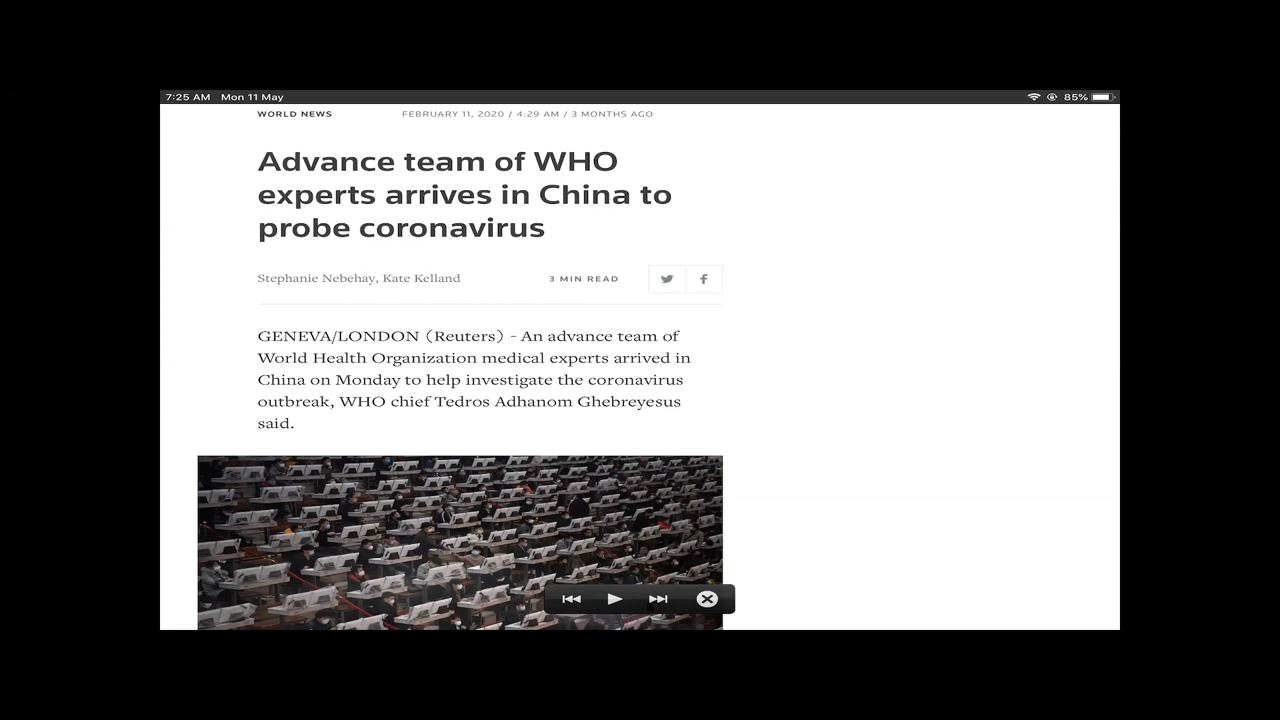 7:25 AM Mon 11 May 85%
WORLD NEWS FEBRUARY 11, 2020 / 4:29 AM / 3 MONTHS AGO
Advance team of WHO
experts arrives in China to
probe coronavirus
Stephanie Nebehay, Kate Kelland 3 MIN READ
GENEVA/LONDON (Reuters) - An advance team of
World Health Organization medical experts arrived in
China on Monday to help investigate the coronavirus
outbreak, WHO chief Tedros Adhanom Ghebreyesus
said.